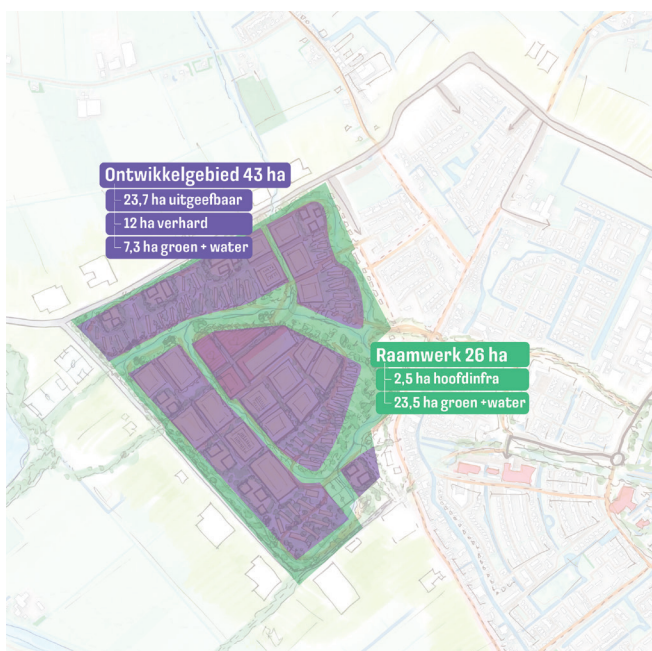 Ontwikkelgebied 43 ha
23,7 ha uitgeefbaar
12 ha verhard
7,3 ha groen + water
Raamwerk 26 ha
2,5 ha hoofdinfra
23,5 ha groen +water